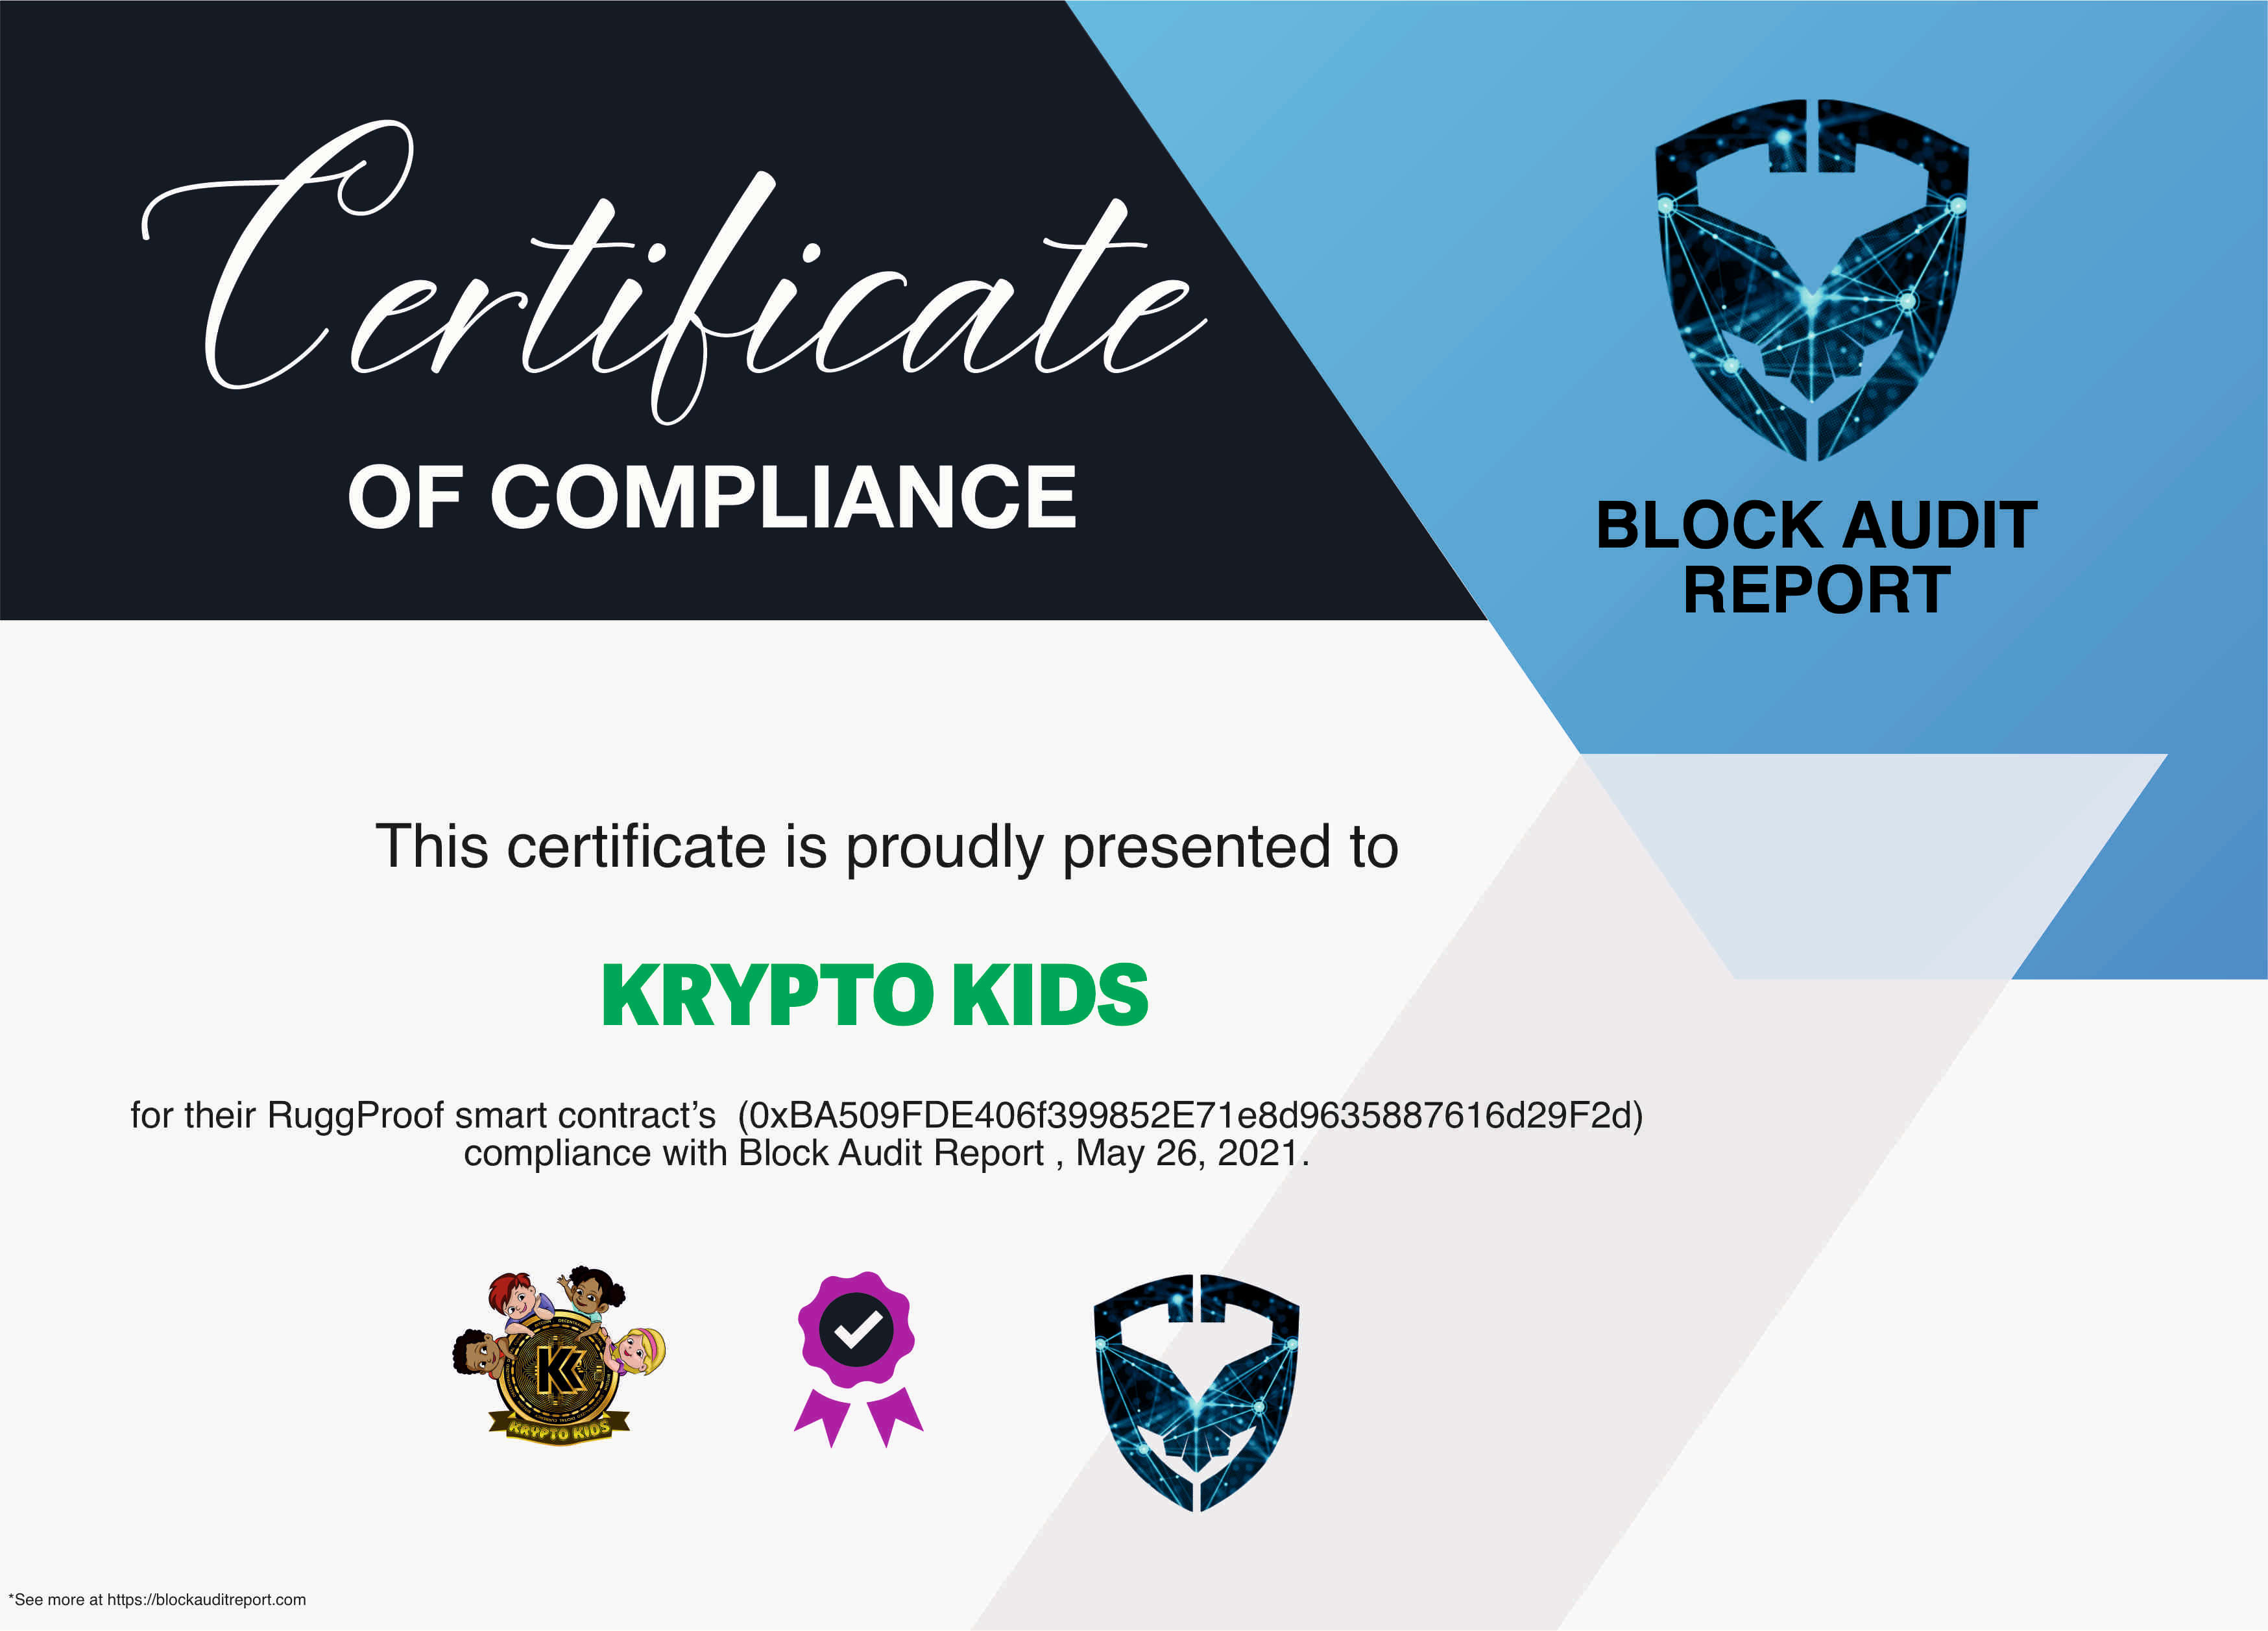 Certificate
OF COMPLIANCE
BLOCK AUDIT
REPORT
This certificate is proudly presented to
KRYPTO KIDS
for their RuggProof smart contract’s (0xBA509FDE406f399852E71e8d9635887616d29F2d)
compliance with Block Audit Report , May 26, 2021.
KRYPTO KIDS
*See more at https://blockauditreport.com